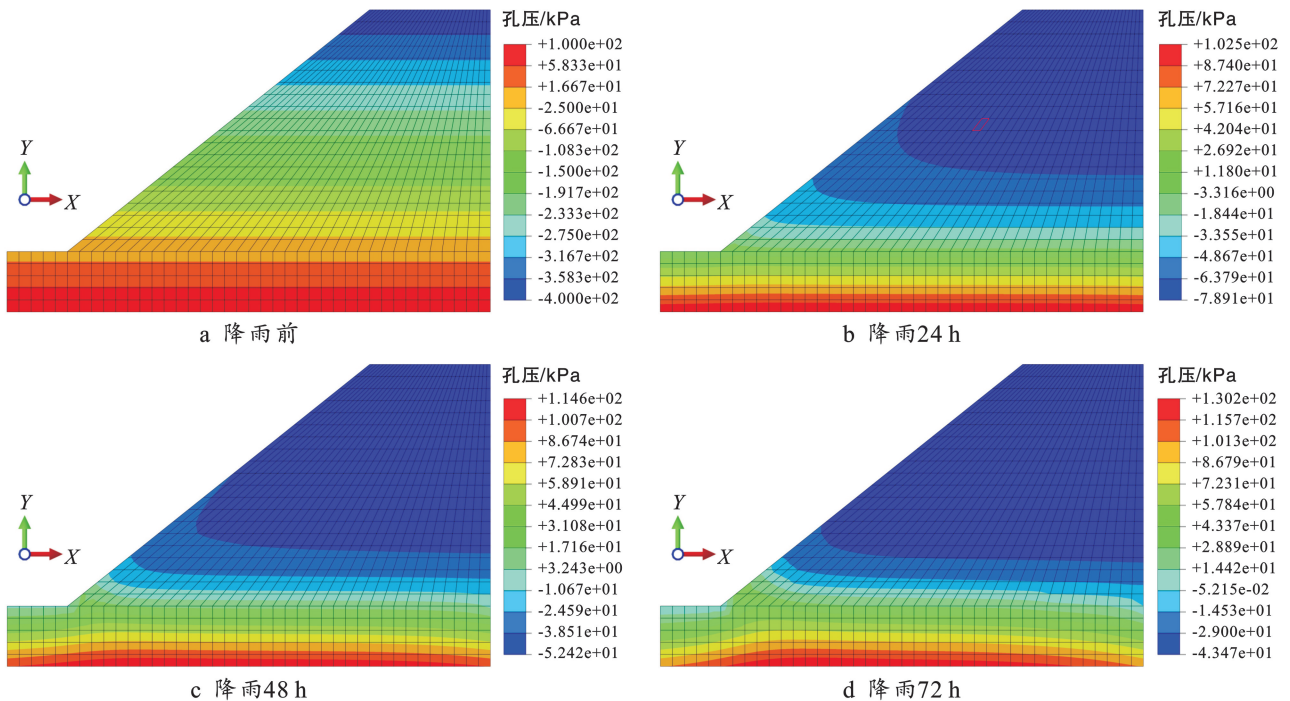 孔压/kPa
+1.000e+02
+5.833e+01
+1.667e+01
-2.500e+01
-6.667e+01
-1.083e+02
-1.500e+02
-1.917e+02
-2.333e+02
-2.750e+02
-3.167e+02
-3.583e+02
-4.000e+02
Y
X
a 降雨前
孔压/kPa
+1.025e+02
+8.740e+01
+7.227e+01
+5.716e+01
+4.204e+01
+2.692e+01
+1.180e+01
-3.316e+00
-1.844e+01
-3.355e+01
-4.867e+01
-6.379e+01
-7.891e+01
Y
X
b 降雨24 h
孔压/kPa
+1.146e+02
+1.007e+02
+8.674e+01
+7.283e+01
+5.891e+01
+4.499e+01
+3.108e+01
+1.716e+01
+3.243e+00
-1.067e+01
-2.459e+01
-3.851e+01
-5.242e+01
Y
X
c 降雨48 h
孔压/kPa
+1.302e+02
+1.157e+02
+1.013e+02
+8.679e+01
+7.231e+01
+5.784e+01
+4.337e+01
+2.889e+01
+1.442e+01
-5.215e-02
-1.453e+01
-2.900e+01
-4.347e+01
Y
X
d 降雨72 h